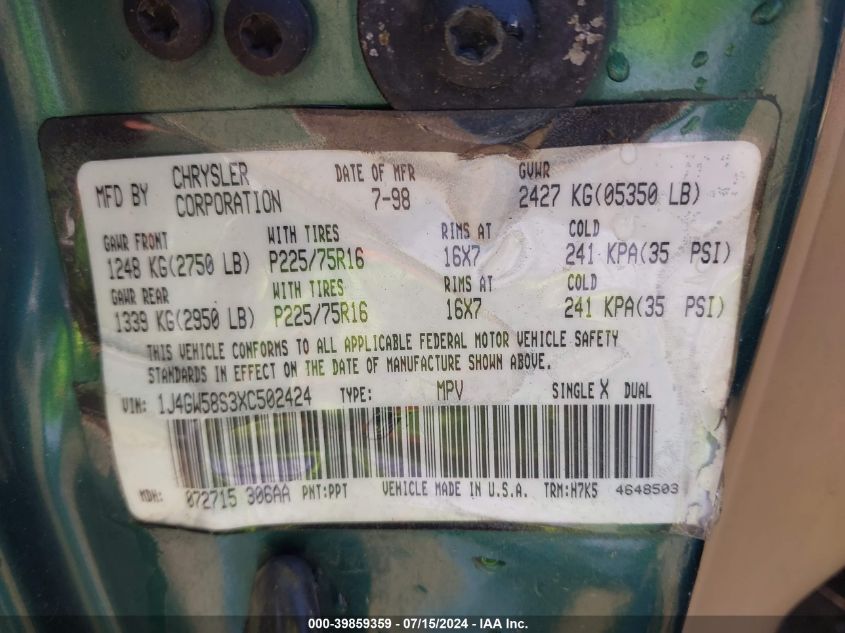 MFD BY CHRYSLER CORPORATION DATE OF MFR 7-98 GVWR 2427 KG(05350 LB)
GAWR FRONT WITH TIRES RIMS AT COLD
1248 KG(2750 LB) P225/75R16 16X7 241 KPA(35 PSI)
GAWR REAR WITH TIRES RIMS AT COLD
1339 KG(2950 LB) P225/75R16 16X7 241 KPA(35 PSI)
THIS VEHICLE CONFORMS TO ALL APPLICABLE FEDERAL MOTOR VEHICLE SAFETY
STANDARDS IN EFFECT ON THE DATE OF MANUFACTURE SHOWN ABOVE.
VIN: 1J4GW58S3XC502424 TYPE: MPV SINGLE X DUAL
MDH: 072715 306AA PNT:PPT VEHICLE MADE IN U.S.A. TRM:H7K5 4648503
000-39859359 - 07/15/2024 - IAA Inc.